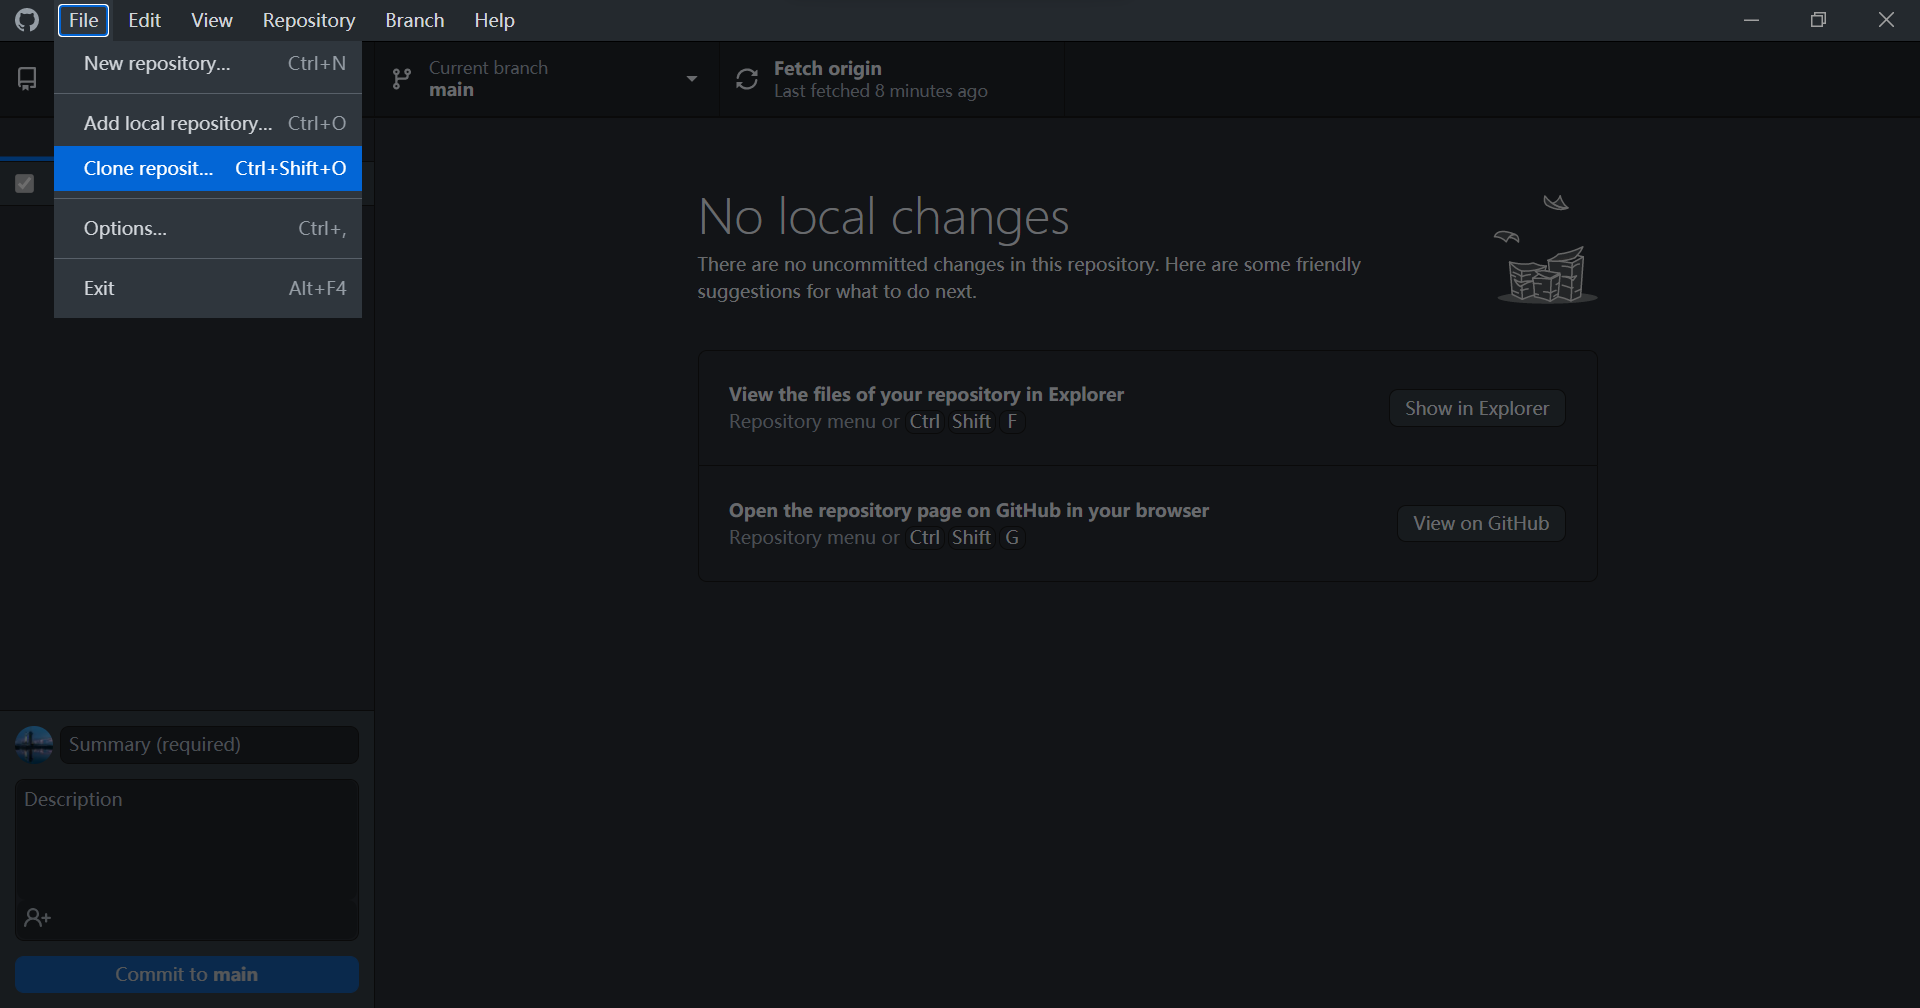 File Edit View Repository Branch Help
New repository... Ctrl+N
Add local repository... Ctrl+O
Clone reposit... Ctrl+Shift+O
Options... Ctrl+,
Exit Alt+F4
Current branch
main
Fetch origin
Last fetched 8 minutes ago
No local changes
There are no uncommitted changes in this repository. Here are some friendly
suggestions for what to do next.
View the files of your repository in Explorer
Repository menu or Ctrl Shift F
Show in Explorer
Open the repository page on GitHub in your browser
Repository menu or Ctrl Shift G
View on GitHub
Summary (required)
Description
Commit to main